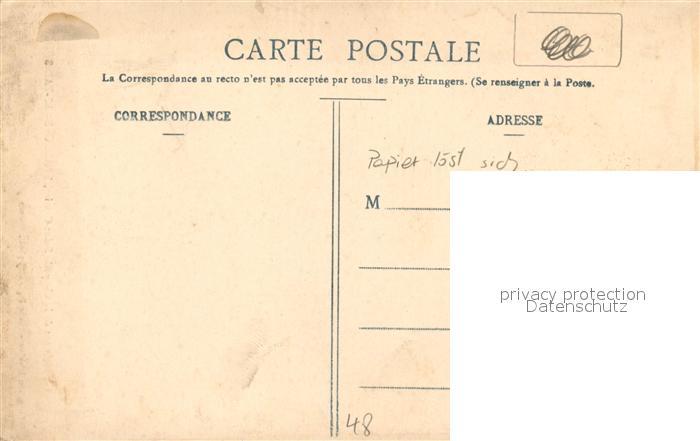 CARTE POSTALE
La Correspondance au recto n'est pas acceptée par tous les Pays Étrangers. (Se renseigner à la Poste.
CORRESPONDANCE
ADRESSE
Papier löst sich
M
privacy protection
Datenschutz
48